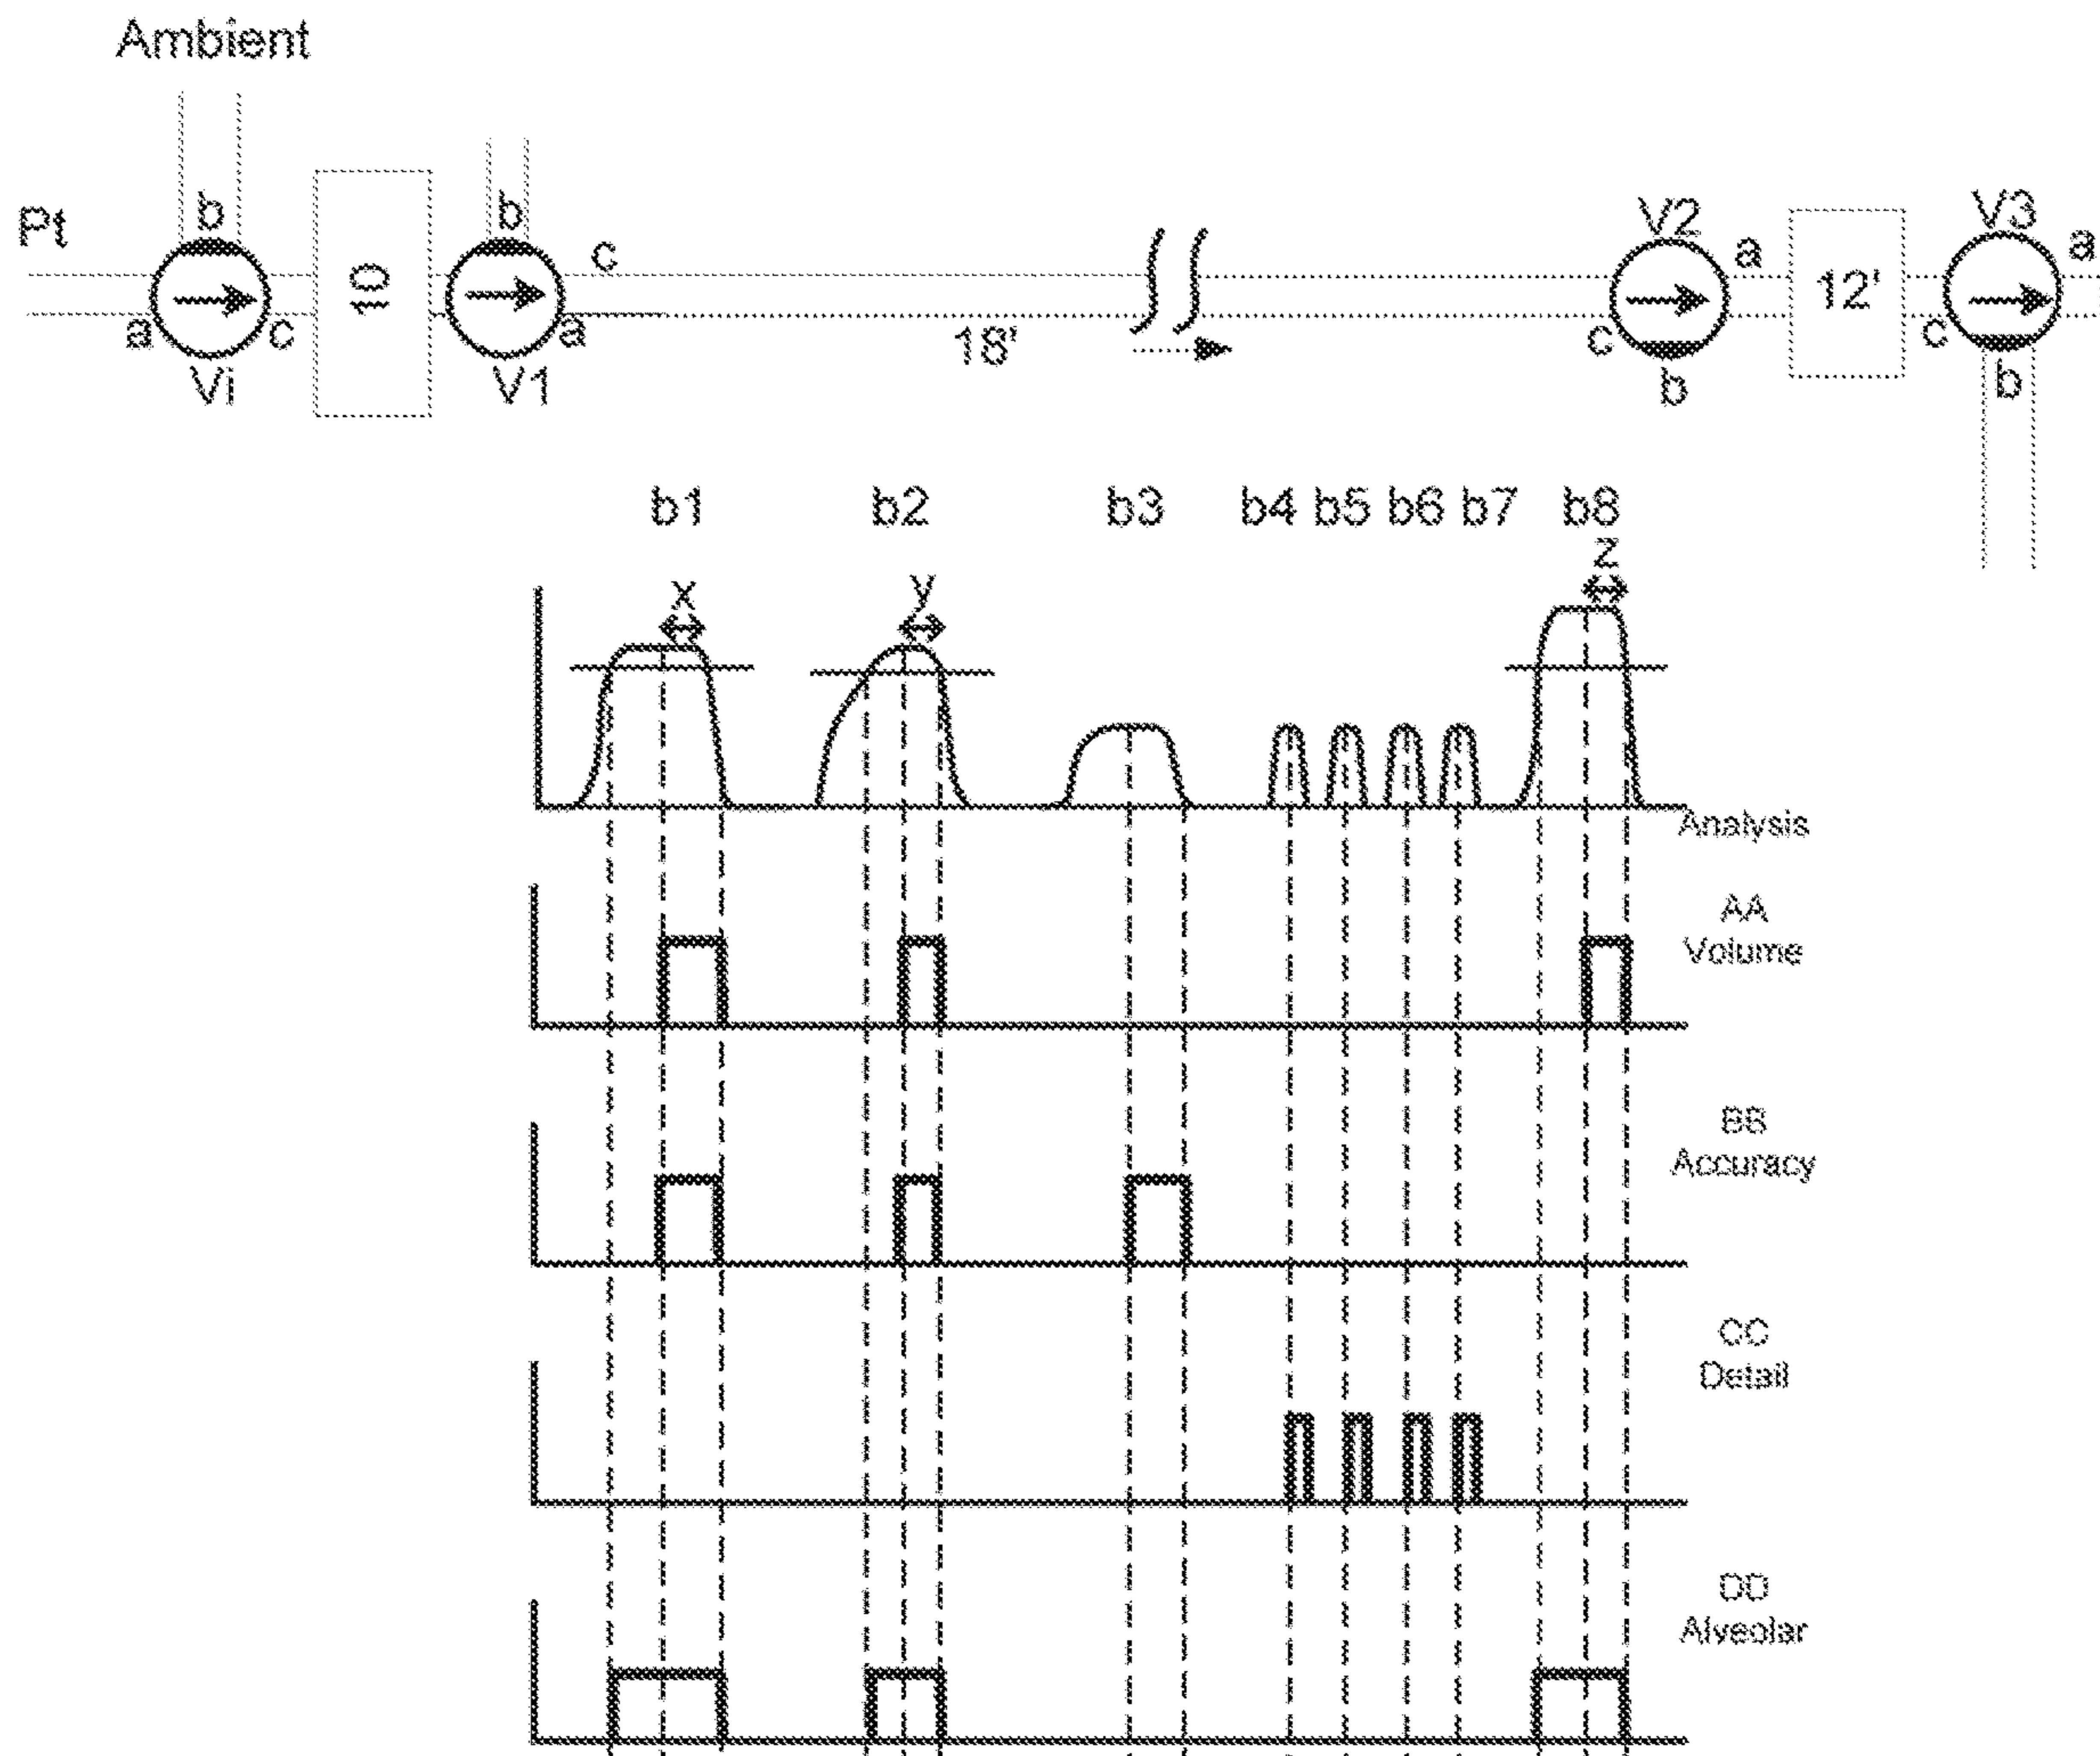 Ambient
Pt
b
b
a
c
Vi
10
c
a
V1
18'
V2
a
c
b
12'
V3
a
c
b
b1 b2 b3 b4 b5 b6 b7 b8
x y z
Analysis
AA
Volume
BB
Accuracy
CC
Detail
DD
Alveolar